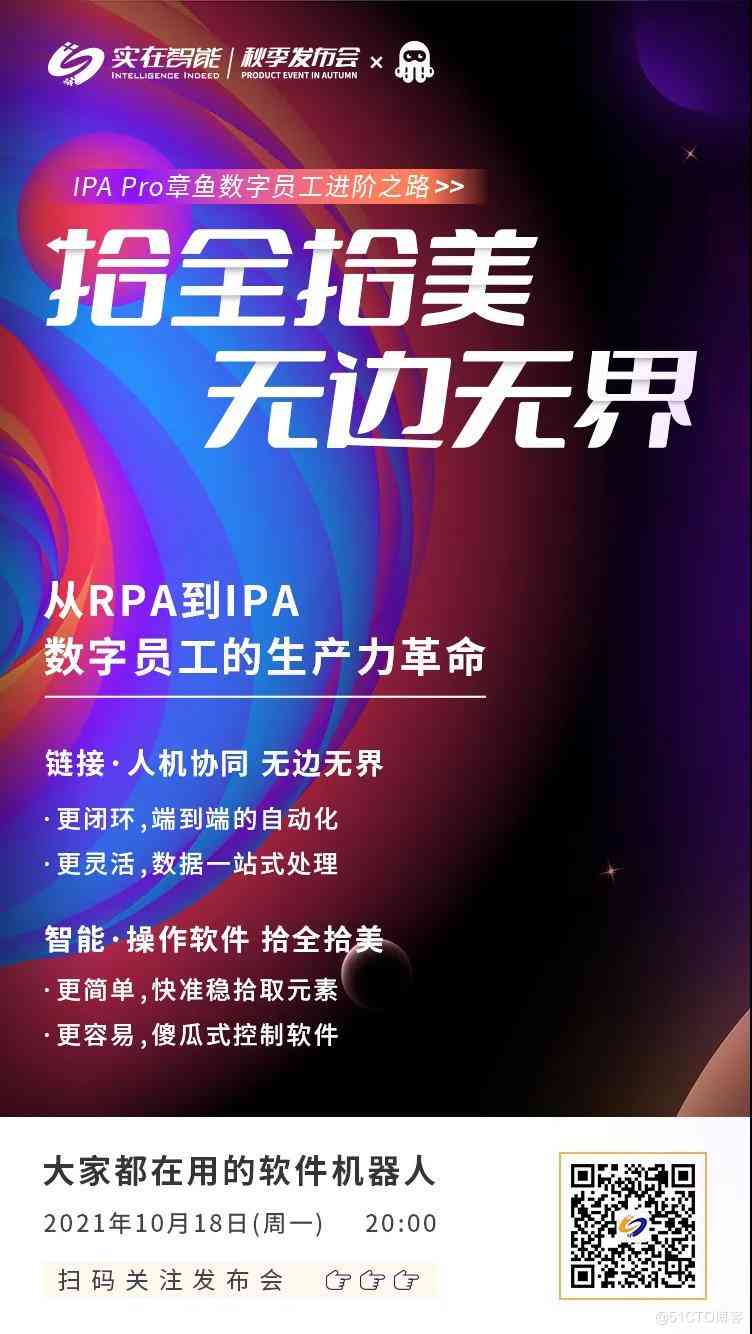 实在智能 | 秋季发布会 ×
INTELLIGENCE INDEED PRODUCT EVENT IN AUTUMN
IPA Pro章鱼数字员工进阶之路>>
拾全拾美
无边无界
从RPA到IPA
数字员工的生产力革命
链接·人机协同 无边无界
·更闭环,端到端的自动化
·更灵活,数据一站式处理
智能·操作软件 拾全拾美
·更简单,快准稳拾取元素
·更容易,傻瓜式控制软件
大家都在用的软件机器人
2021年10月18日(周一) 20:00
扫码关注发布会
@51CTO博客